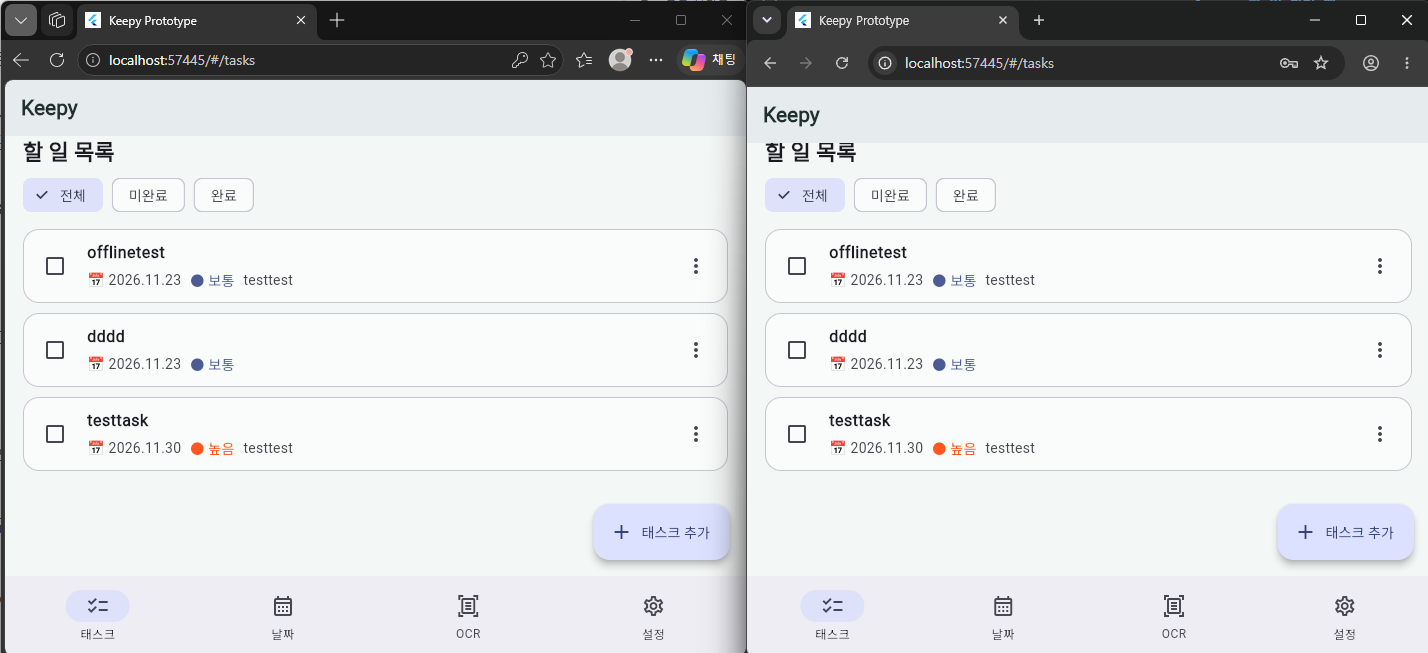 Keepy Prototype
localhost:57445/#/tasks
채팅
Keepy
할 일 목록
전체
미완료
완료
offlinetest
2026.11.23 보통 testtest
dddd
2026.11.23 보통
testtask
2026.11.30 높음 testtest
태스크 추가
태스크
날짜
OCR
설정
Keepy Prototype
localhost:57445/#/tasks
Keepy
할 일 목록
전체
미완료
완료
offlinetest
2026.11.23 보통 testtest
dddd
2026.11.23 보통
testtask
2026.11.30 높음 testtest
태스크 추가
태스크
날짜
OCR
설정